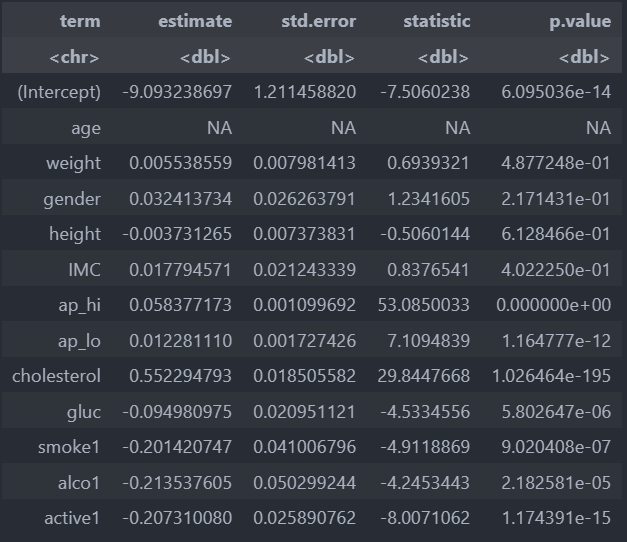 term estimate std.error statistic p.value
<chr> <dbl> <dbl> <dbl> <dbl>
(Intercept) -9.093238697 1.211458820 -7.5060238 6.095036e-14
age NA NA NA NA
weight 0.005538559 0.007981413 0.6939321 4.877248e-01
gender 0.032413734 0.026263791 1.2341605 2.171431e-01
height -0.003731265 0.007373831 -0.5060144 6.128466e-01
IMC 0.017794571 0.021243339 0.8376541 4.022250e-01
ap_hi 0.058377173 0.001099692 53.0850033 0.000000e+00
ap_lo 0.012281110 0.001727426 7.1094839 1.164777e-12
cholesterol 0.552294793 0.018505582 29.8447668 1.026464e-195
gluc -0.094980975 0.020951121 -4.5334556 5.802647e-06
smoke1 -0.201420747 0.041006796 -4.9118869 9.020408e-07
alco1 -0.213537605 0.050299244 -4.2453443 2.182581e-05
active1 -0.207310080 0.025890762 -8.0071062 1.174391e-15